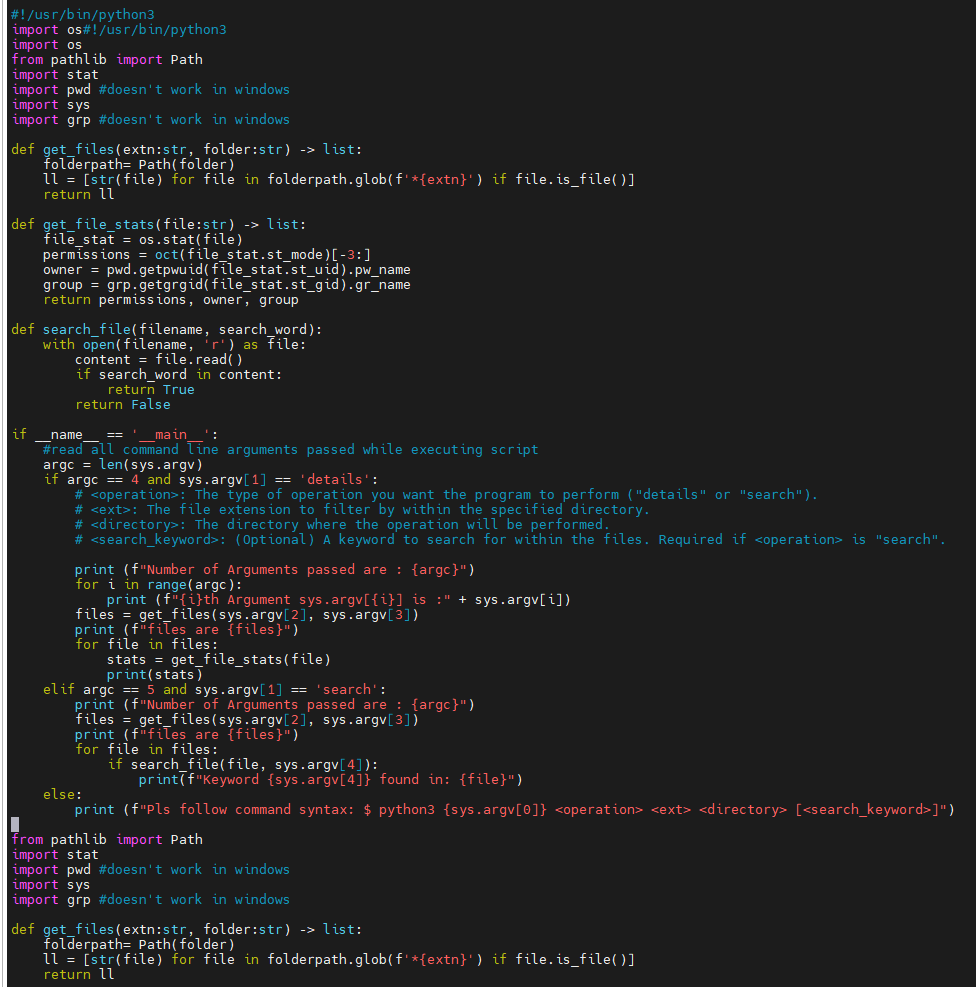 #!/usr/bin/python3
import os#!/usr/bin/python3
import os
from pathlib import Path
import stat
import pwd #doesn't work in windows
import sys
import grp #doesn't work in windows

def get_files(extn:str, folder:str) -> list:
    folderpath= Path(folder)
    ll = [str(file) for file in folderpath.glob(f'*{extn}') if file.is_file()]
    return ll

def get_file_stats(file:str) -> list:
    file_stat = os.stat(file)
    permissions = oct(file_stat.st_mode)[-3:]
    owner = pwd.getpwuid(file_stat.st_uid).pw_name
    group = grp.getgrgid(file_stat.st_gid).gr_name
    return permissions, owner, group

def search_file(filename, search_word):
    with open(filename, 'r') as file:
        content = file.read()
        if search_word in content:
            return True
        return False

if __name__ == '__main__':
    #read all command line arguments passed while executing script
    argc = len(sys.argv)
    if argc == 4 and sys.argv[1] == 'details':
        # <operation>: The type of operation you want the program to perform ("details" or "search").
        # <ext>: The file extension to filter by within the specified directory.
        # <directory>: The directory where the operation will be performed.
        # <search_keyword>: (Optional) A keyword to search for within the files. Required if <operation> is "search".

        print (f"Number of Arguments passed are : {argc}")
        for i in range(argc):
            print (f"{i}th Argument sys.argv[{i}] is :" + sys.argv[i])
        files = get_files(sys.argv[2], sys.argv[3])
        print (f"files are {files}")
        for file in files:
            stats = get_file_stats(file)
            print(stats)
    elif argc == 5 and sys.argv[1] == 'search':
        print (f"Number of Arguments passed are : {argc}")
        files = get_files(sys.argv[2], sys.argv[3])
        print (f"files are {files}")
        for file in files:
            if search_file(file, sys.argv[4]):
                print(f"Keyword {sys.argv[4]} found in: {file}")
    else:
        print (f"Pls follow command syntax: $ python3 {sys.argv[0]} <operation> <ext> <directory> [<search_keyword>]")

from pathlib import Path
import stat
import pwd #doesn't work in windows
import sys
import grp #doesn't work in windows

def get_files(extn:str, folder:str) -> list:
    folderpath= Path(folder)
    ll = [str(file) for file in folderpath.glob(f'*{extn}') if file.is_file()]
    return ll